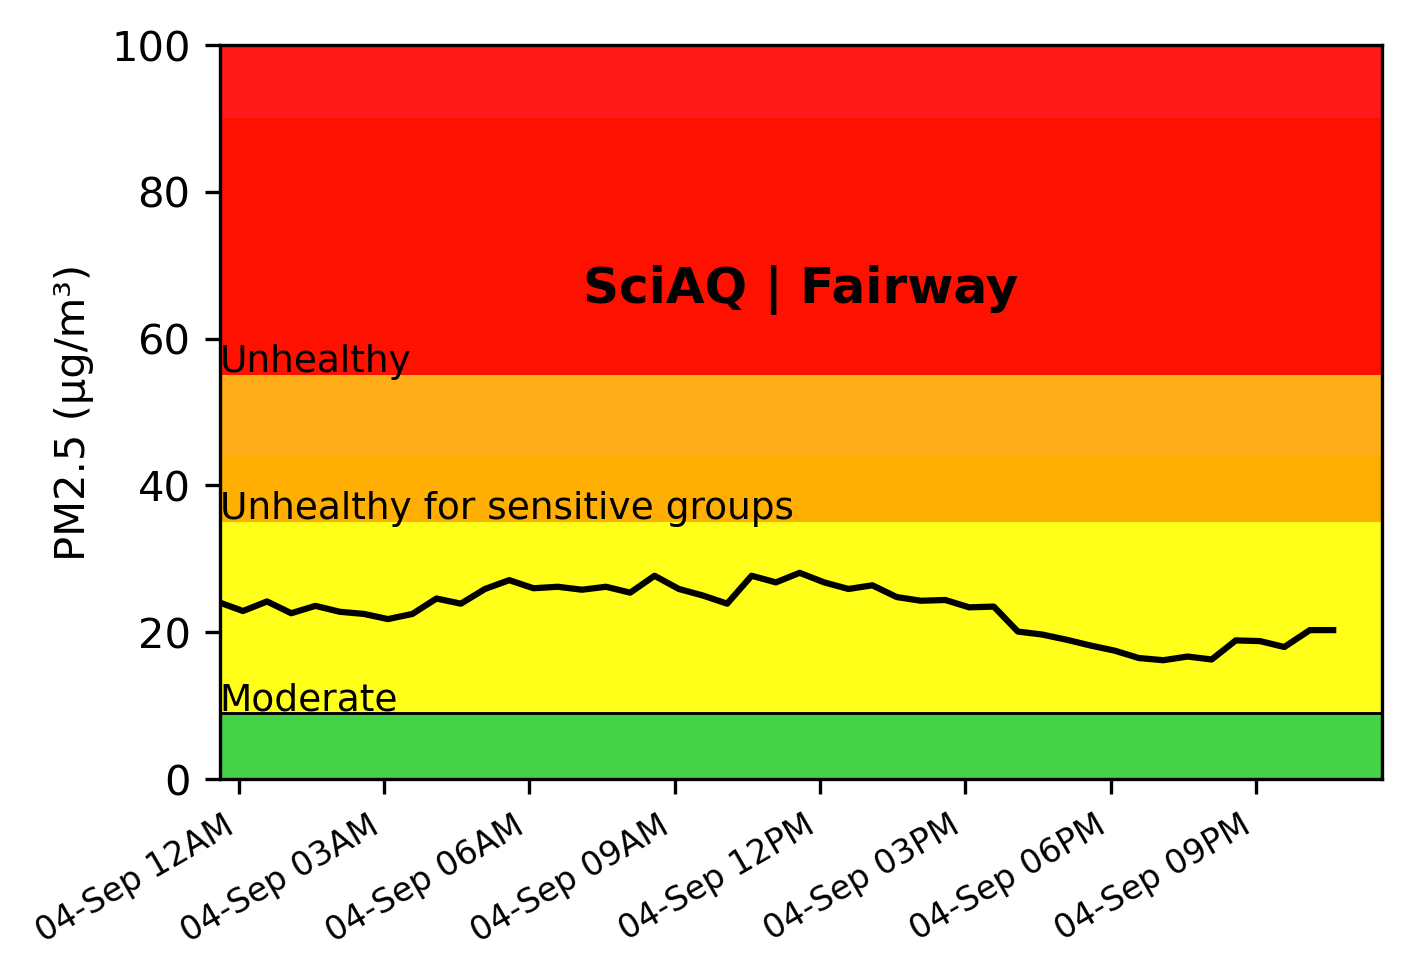 100
80
60
40
20
0
PM2.5 (µg/m³)
SciAQ | Fairway
Unhealthy
Unhealthy for sensitive groups
Moderate
04-Sep 12AM
04-Sep 03AM
04-Sep 06AM
04-Sep 09AM
04-Sep 12PM
04-Sep 03PM
04-Sep 06PM
04-Sep 09PM